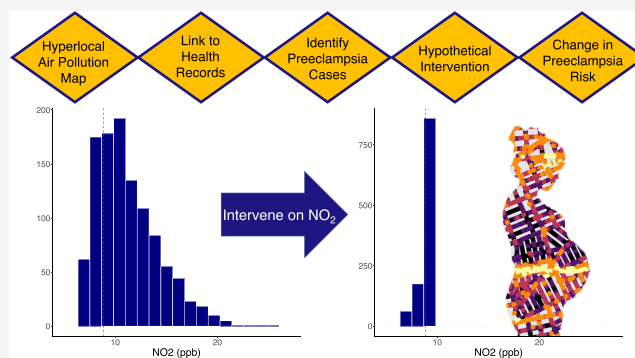 Hyperlocal
Air Pollution
Map
Link to
Health
Records
Identify
Preeclampsia
Cases
Hypothetical
Intervention
Change in
Preeclampsia
Risk
200
150
100
50
0
10
20
NO2 (ppb)
Intervene on NO₂
750
500
250
0
10
20
NO2 (ppb)